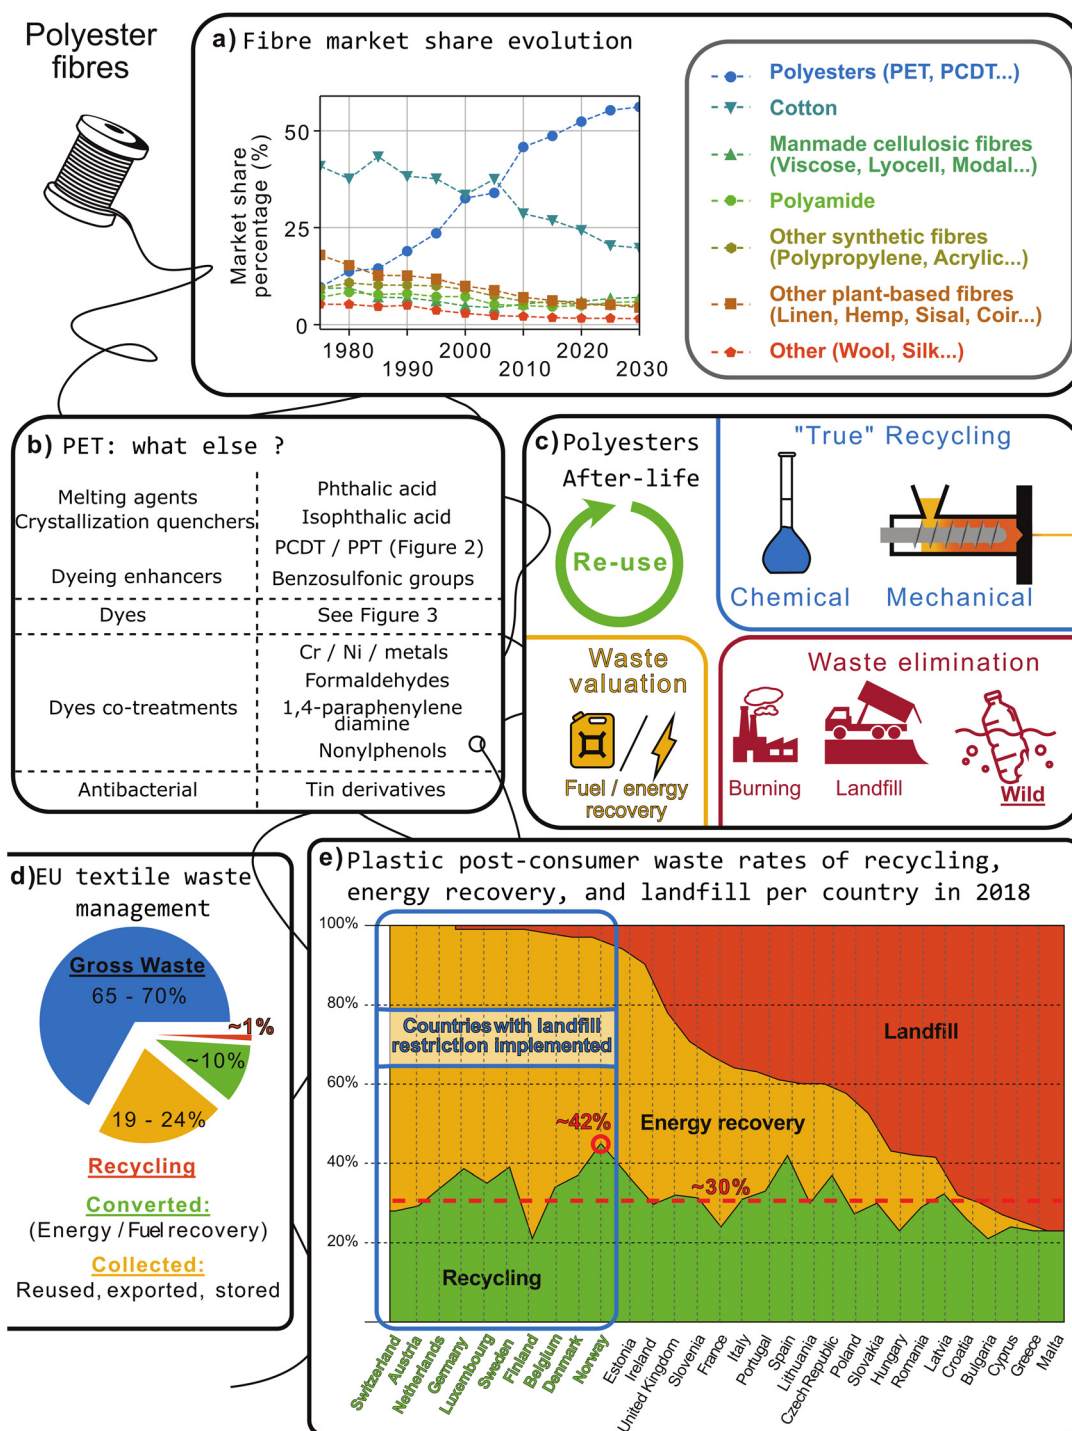 Polyester
fibres
a) Fibre market share evolution
Market share
percentage (%)
50
25
0
1980
2000
2020
1990
2010
2030
Polyesters (PET, PCDT...)
Cotton
Manmade cellulosic fibres
(Viscose, Lyocell, Modal...)
Polyamide
Other synthetic fibres
(Polypropylene, Acrylic...)
Other plant-based fibres
(Linen, Hemp, Sisal, Coir...)
Other (Wool, Silk...)
b) PET: what else ?
Melting agents
Crystallization quenchers
Phthalic acid
Isophthalic acid
PCDT / PPT (Figure 2)
Dyeing enhancers
Benzosulfonic groups
Dyes
See Figure 3
Dyes co-treatments
Cr / Ni / metals
Formaldehydes
1,4-paraphenylene
diamine
Nonylphenols
Antibacterial
Tin derivatives
c) Polyesters
After-life
Re-use
"True" Recycling
Chemical
Mechanical
Waste
valuation
Fuel / energy
recovery
Waste elimination
Burning
Landfill
Wild
d) EU textile waste
management
Gross Waste
65 - 70%
~1%
~10%
19 - 24%
Recycling
Converted:
(Energy / Fuel recovery)
Collected:
Reused, exported, stored
e) Plastic post-consumer waste rates of recycling,
energy recovery, and landfill per country in 2018
100%
80%
60%
40%
20%
Countries with landfill
restriction implemented
Landfill
Energy recovery
~42%
~30%
Recycling
Switzerland
Austria
Netherlands
Germany
Luxembourg
Sweden
Finland
Belgium
Denmark
Norway
Estonia
Ireland
United Kingdom
Slovenia
France
Italy
Portugal
Spain
Lithuania
Czech Republic
Poland
Slovakia
Hungary
Romania
Latvia
Croatia
Bulgaria
Cyprus
Greece
Malta